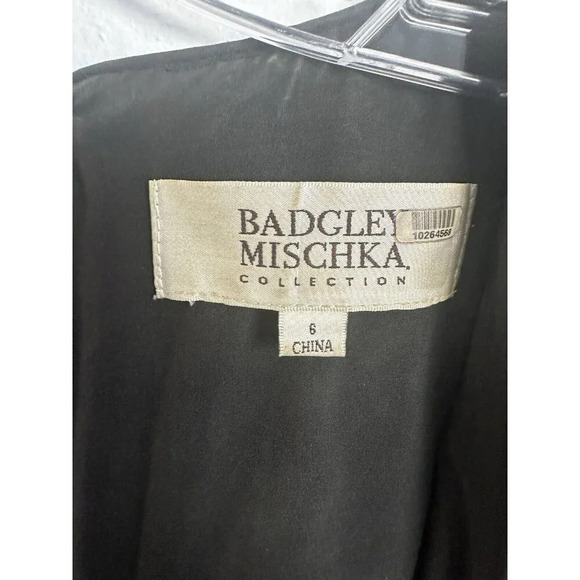 BADGLEY
MISCHKA
COLLECTION
10264568
6
CHINA